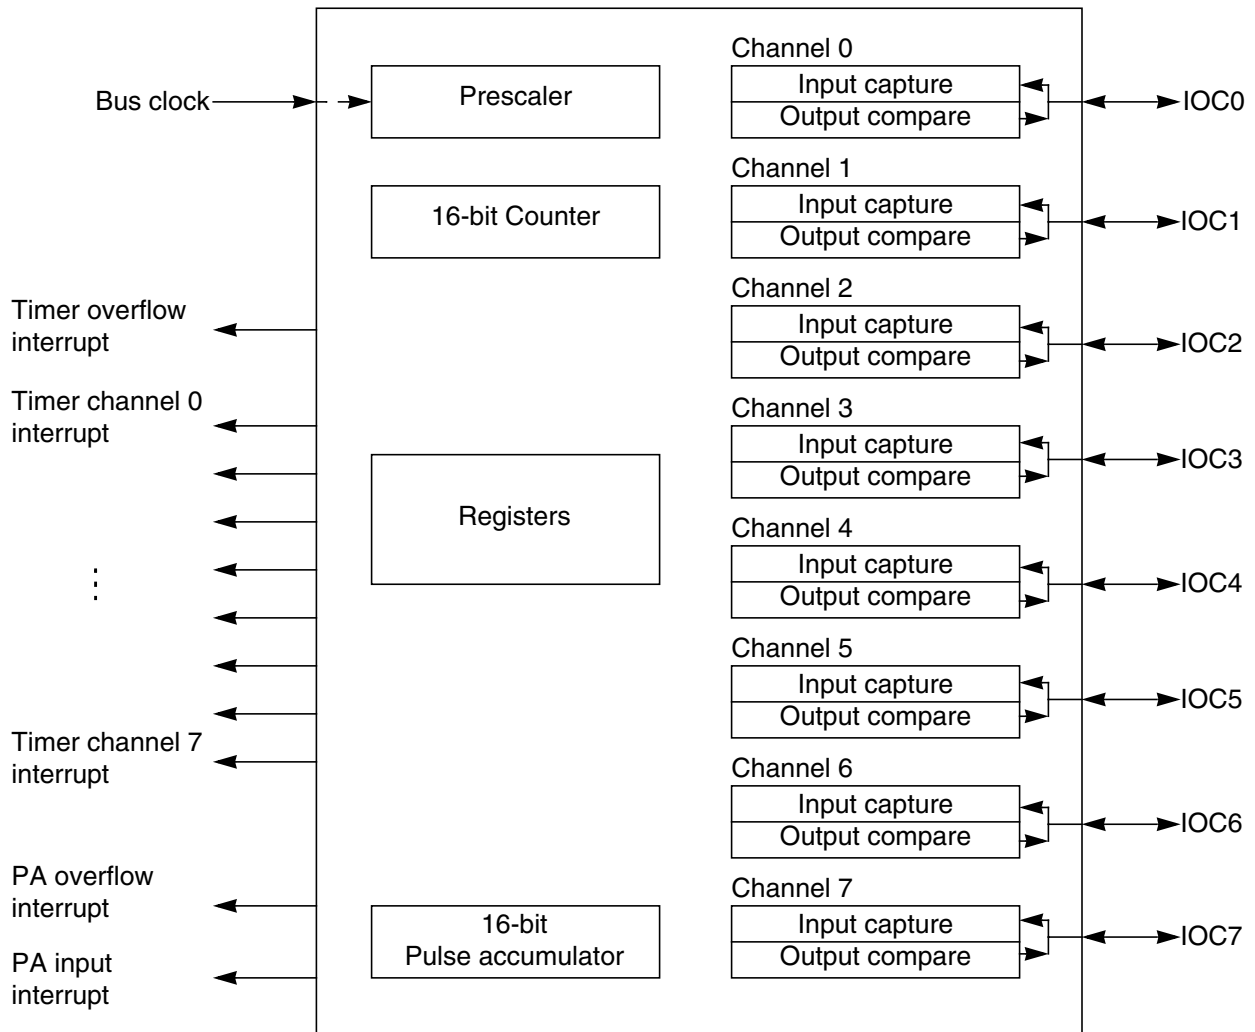 Channel 0
Bus clock
Prescaler
Input capture
Output compare
IOC0
Channel 1
16-bit Counter
Input capture
Output compare
IOC1
Channel 2
Timer overflow
interrupt
Input capture
Output compare
IOC2
Channel 3
Timer channel 0
interrupt
Input capture
Output compare
IOC3
Registers
Channel 4
Input capture
Output compare
IOC4
Channel 5
Input capture
Output compare
IOC5
Timer channel 7
interrupt
Channel 6
Input capture
Output compare
IOC6
PA overflow
interrupt
Channel 7
16-bit
Pulse accumulator
Input capture
Output compare
IOC7
PA input
interrupt